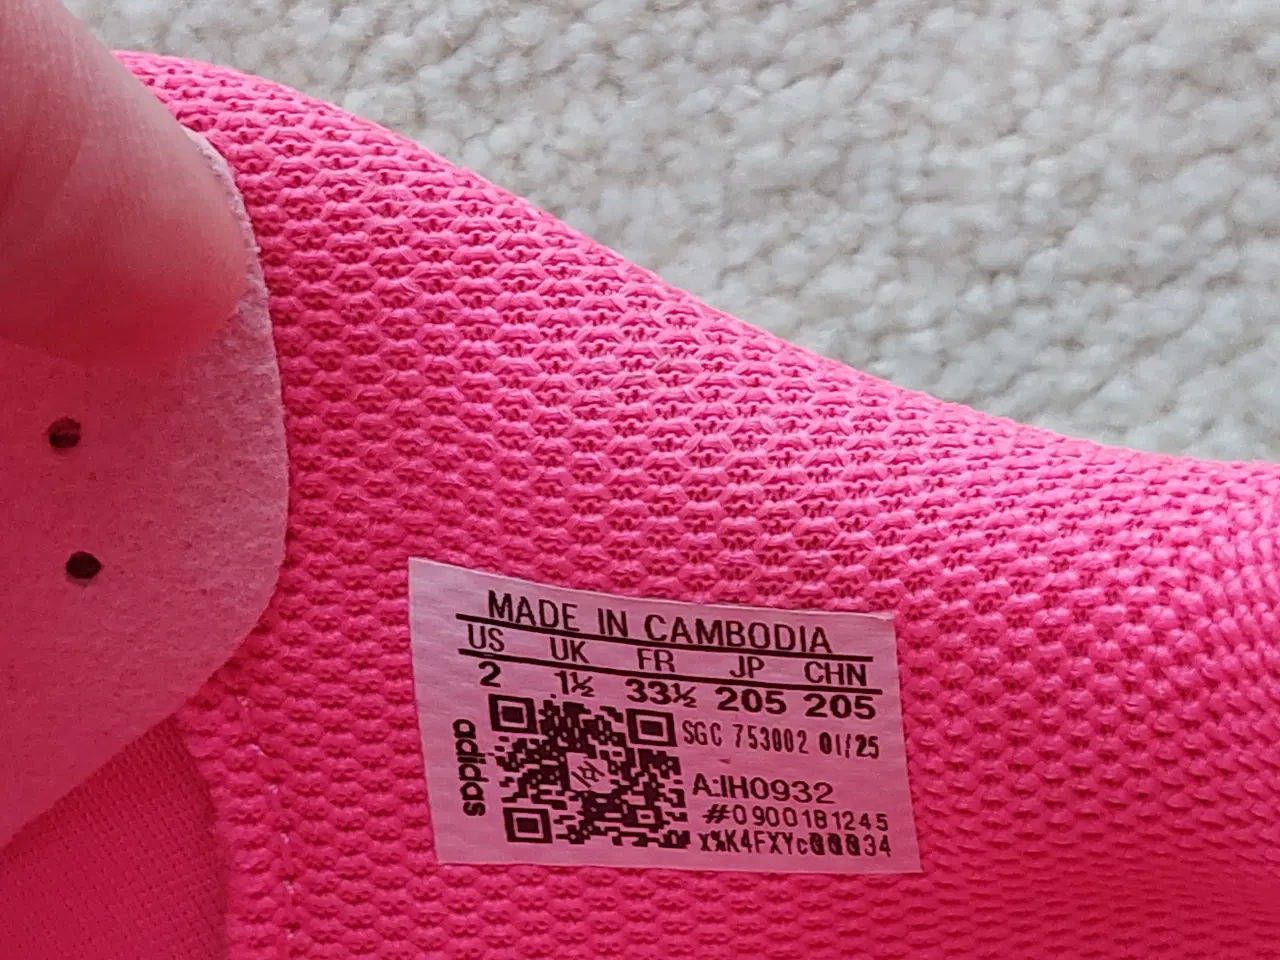 MADE IN CAMBODIA
US UK FR JP CHN
2 1½ 33½ 205 205
SGC 753002 01/25
adidas
A:IH0932
#0900181245